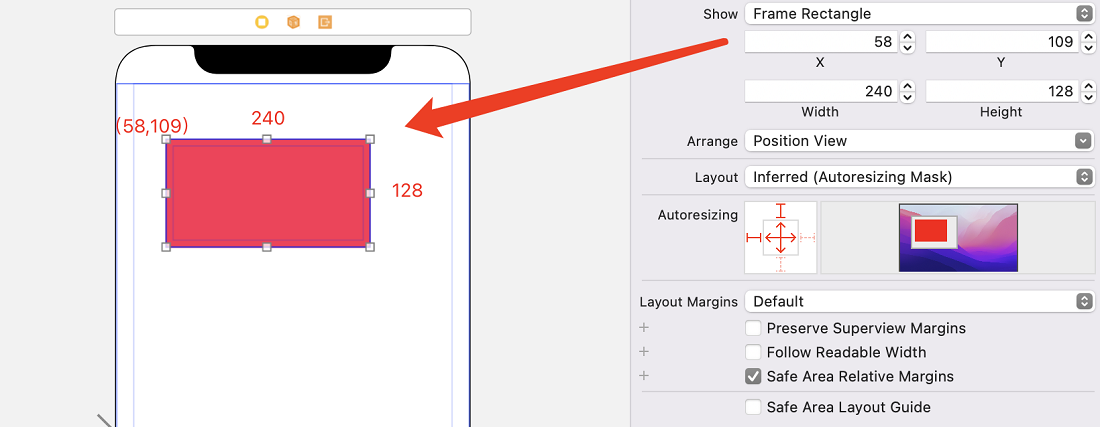 Show Frame Rectangle
58 109
X Y
240 128
Width Height
Arrange Position View
Layout Inferred (Autoresizing Mask)
Autoresizing
Layout Margins Default
Preserve Superview Margins
Follow Readable Width
Safe Area Relative Margins
Safe Area Layout Guide
(58,109)
240
128